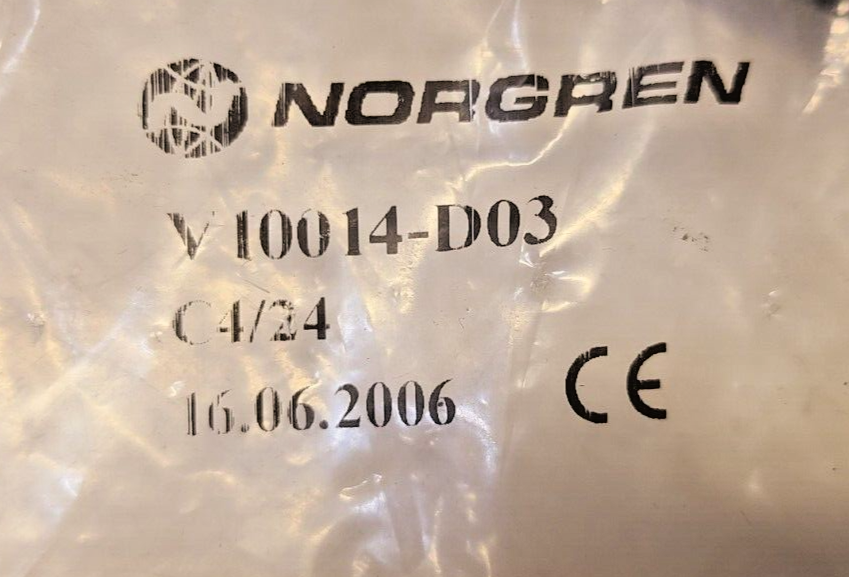 NORGREN
V10014-D03
C4/24
16.06.2006
CE